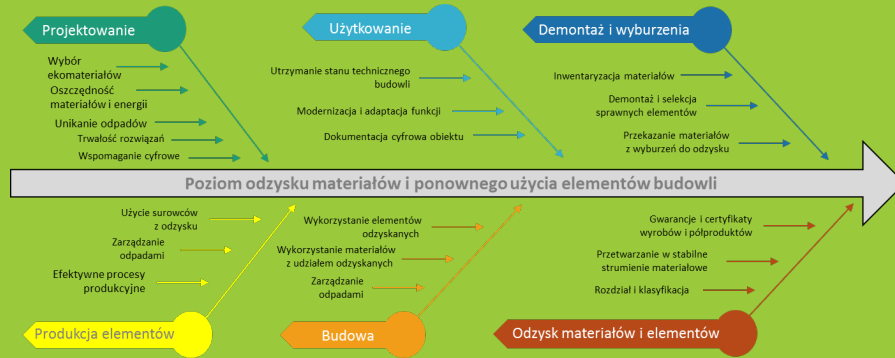 Projektowanie
Wybór
ekomateriałów
Oszczędność
materiałów i energii
Unikanie odpadów
Trwałość rozwiązań
Wspomaganie cyfrowe
Użytkowanie
Utrzymanie stanu technicznego
budowli
Modernizacja i adaptacja funkcji
Dokumentacja cyfrowa obiektu
Demontaż i wyburzenia
Inwentaryzacja materiałów
Demontaż i selekcja
sprawnych elementów
Przekazanie materiałów
z wyburzeń do odzysku
Poziom odzysku materiałów i ponownego użycia elementów budowli
Użycie surowców
z odzysku
Zarządzanie
odpadami
Efektywne procesy
produkcyjne
Produkcja elementów
Wykorzystanie elementów
odzyskanych
Wykorzystanie materiałów
z udziałem odzyskanych
Zarządzanie
odpadami
Budowa
Gwarancje i certyfikaty
wyrobów i półproduktów
Przetwarzanie w stabilne
strumienie materiałowe
Rozdział i klasyfikacja
Odzysk materiałów i elementów